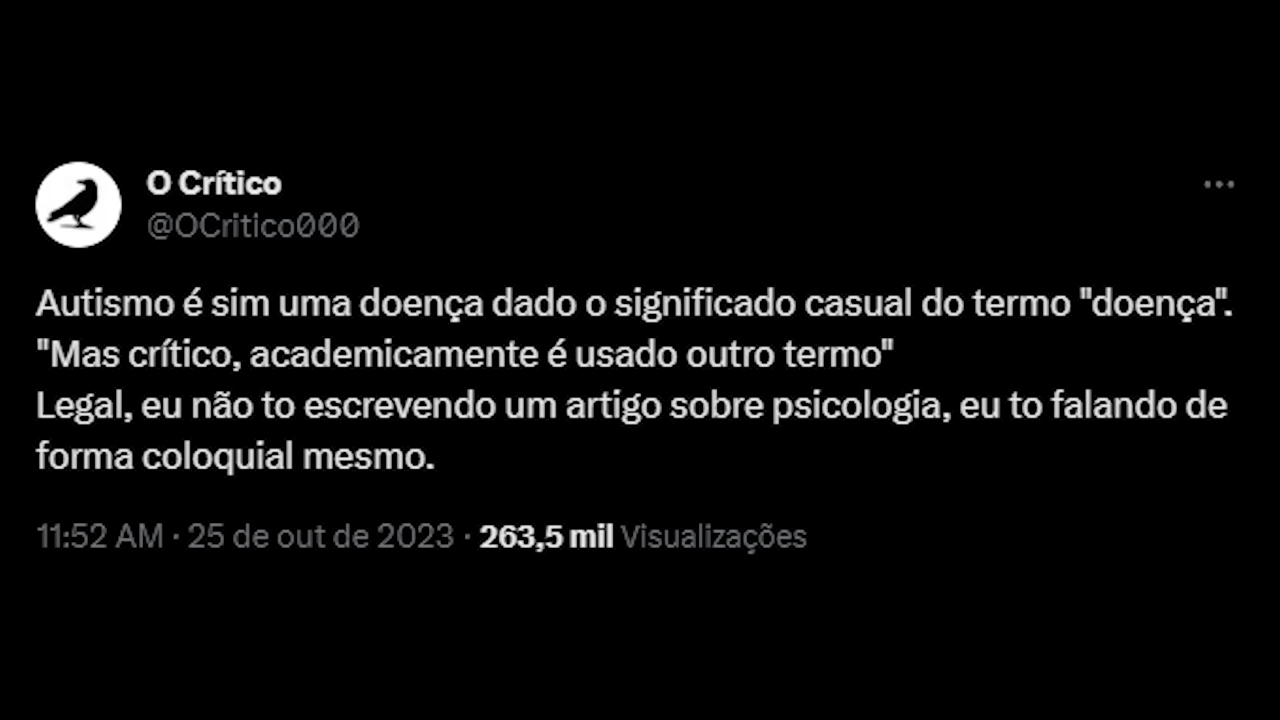 O Crítico
@OCritico000
Autismo é sim uma doença dado o significado casual do termo "doença".
"Mas crítico, academicamente é usado outro termo"
Legal, eu não to escrevendo um artigo sobre psicologia, eu to falando de
forma coloquial mesmo.
11:52 AM · 25 de out de 2023 · 263,5 mil Visualizações